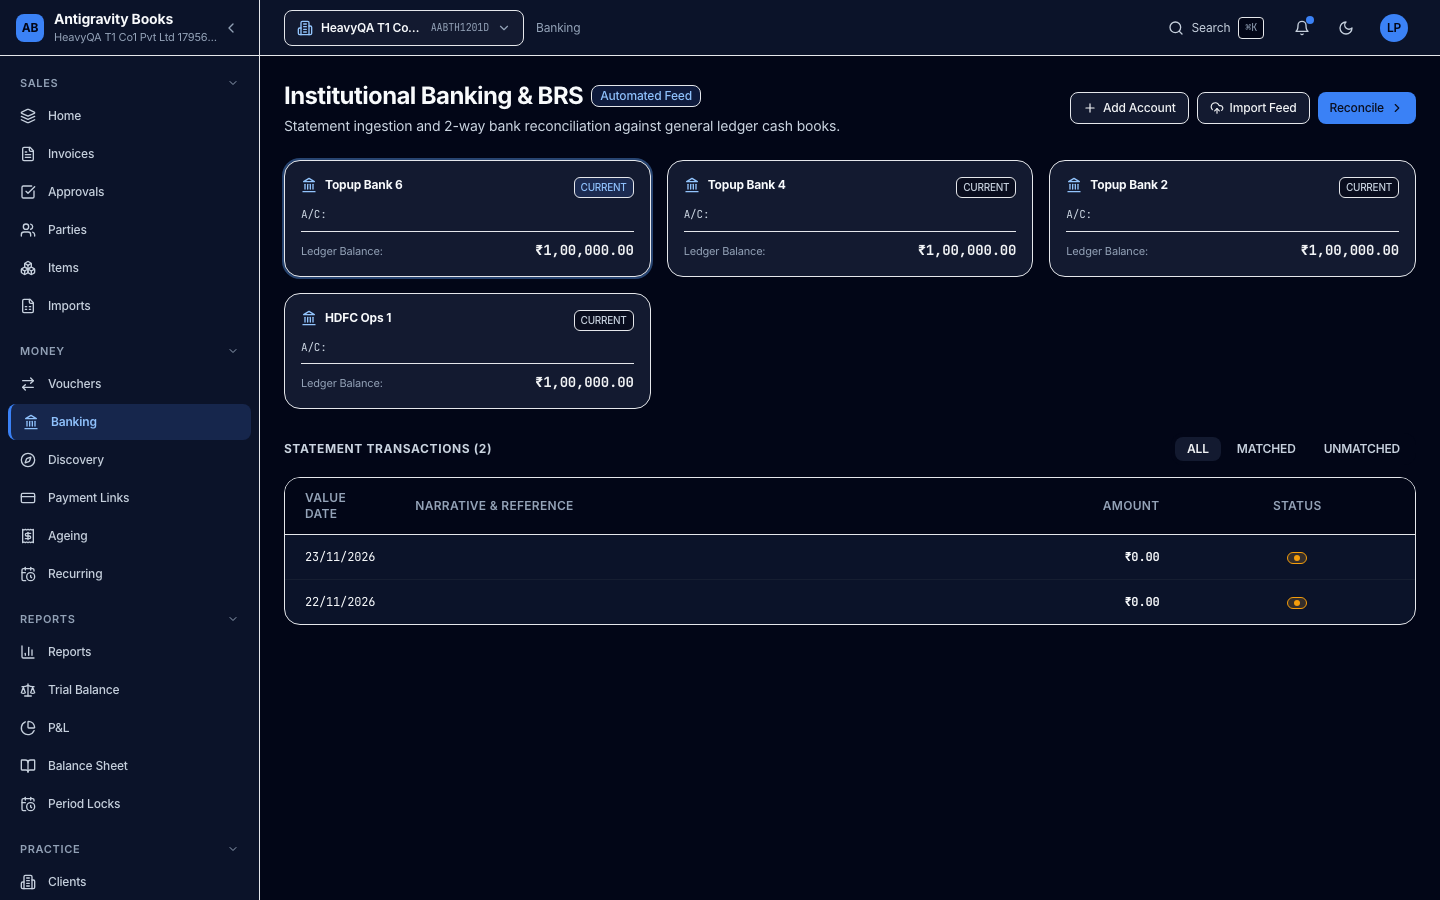 AB
Antigravity Books
HeavyQA T1 Co1 Pvt Ltd 17956...
SALES
Home
Invoices
Approvals
Parties
Items
Imports
MONEY
Vouchers
Banking
Discovery
Payment Links
Ageing
Recurring
REPORTS
Reports
Trial Balance
P&L
Balance Sheet
Period Locks
PRACTICE
Clients
HeavyQA T1 Co... AABTH1201D
Banking
Search ⌘K
LP
Institutional Banking & BRS
Automated Feed
Statement ingestion and 2-way bank reconciliation against general ledger cash books.
Add Account
Import Feed
Reconcile
Topup Bank 6 CURRENT
A/C:
Ledger Balance: ₹1,00,000.00
Topup Bank 4 CURRENT
A/C:
Ledger Balance: ₹1,00,000.00
Topup Bank 2 CURRENT
A/C:
Ledger Balance: ₹1,00,000.00
HDFC Ops 1 CURRENT
A/C:
Ledger Balance: ₹1,00,000.00
STATEMENT TRANSACTIONS (2)
ALL MATCHED UNMATCHED
VALUE DATE NARRATIVE & REFERENCE AMOUNT STATUS
23/11/2026 ₹0.00
22/11/2026 ₹0.00